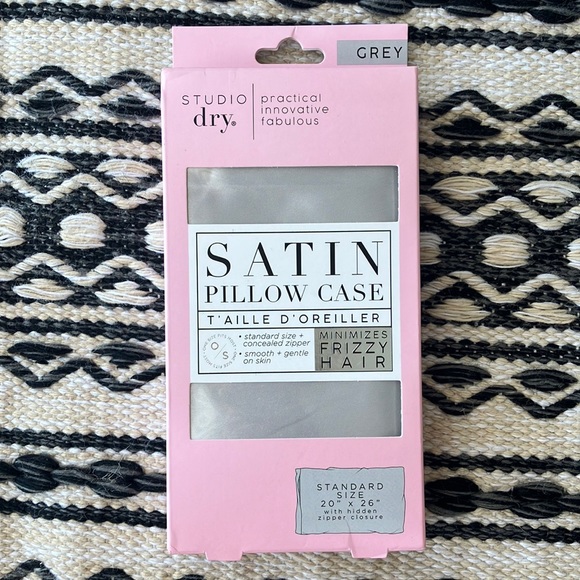 GREY
STUDIO
dry®
practical
innovative
fabulous
SATIN
PILLOW CASE
T'AILLE D'OREILLER
• standard size +
concealed zipper
• smooth + gentle
on skin
O
S
MINIMIZES
FRIZZY
HAIR
STANDARD
SIZE
20" x 26"
with hidden
zipper closure